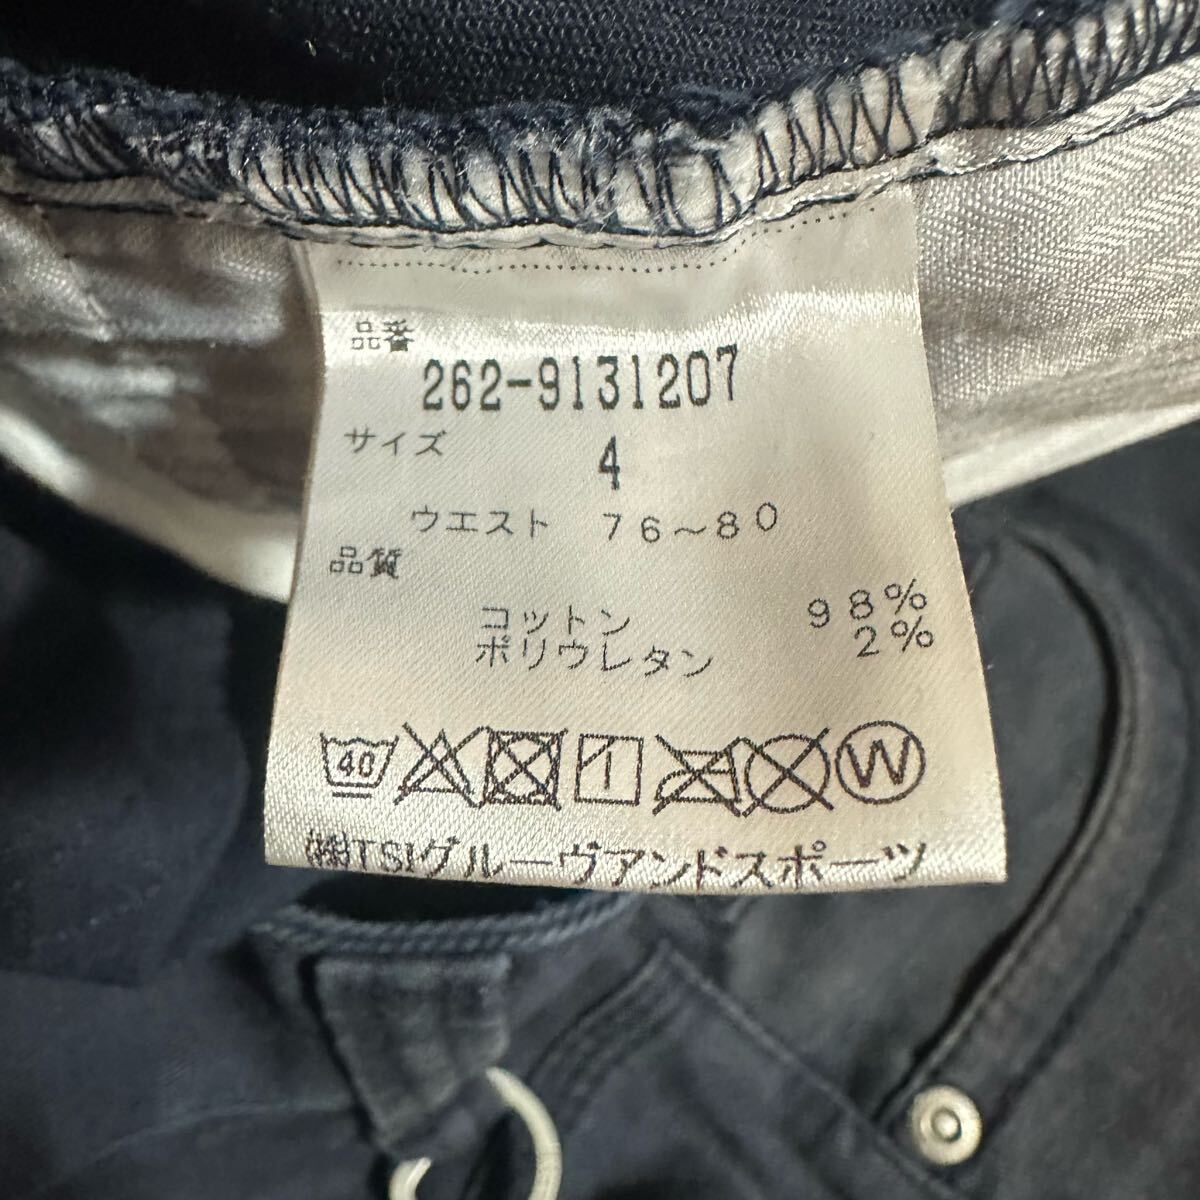 品番
262-9131207
サイズ 4
ウエスト 76~80
品質
コットン 98%
ポリウレタン 2%
40 W
㈱TSIグルーヴアンドスポーツ